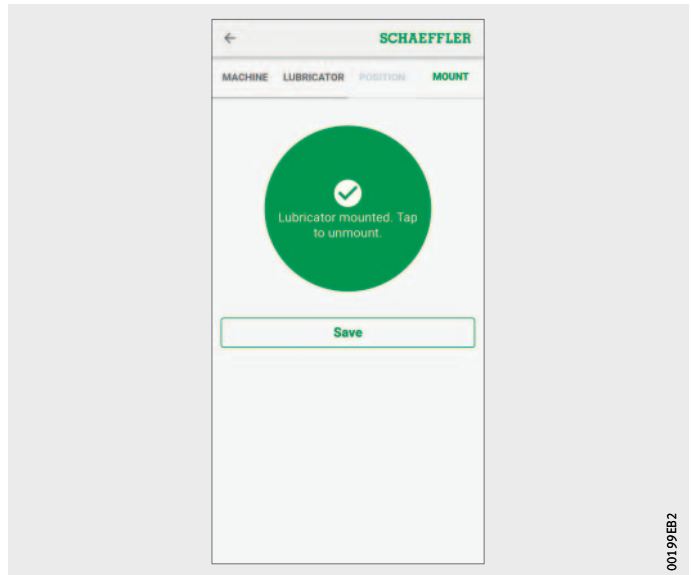 SCHAEFFLER
MACHINE LUBRICATOR POSITION MOUNT
Lubricator mounted. Tap
to unmount.
Save
00199EB2